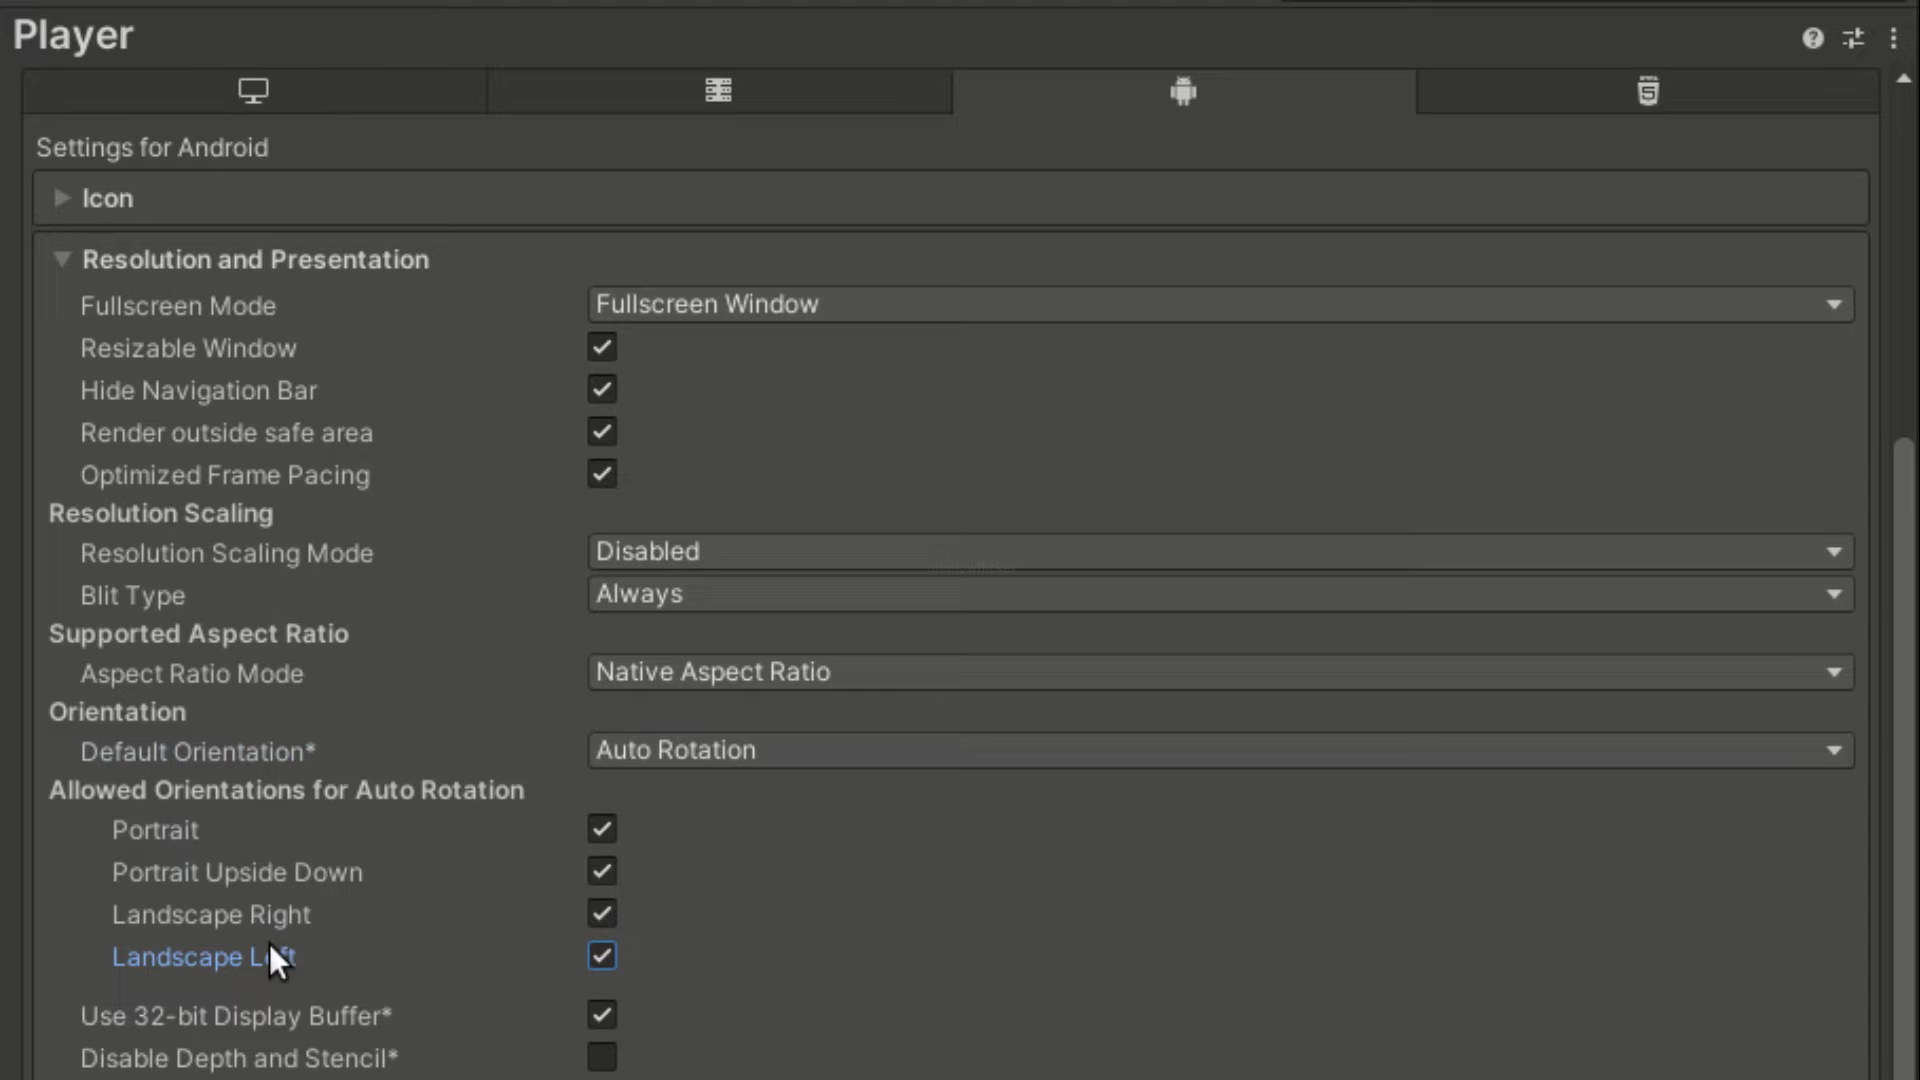 Player
Settings for Android
Icon
Resolution and Presentation
Fullscreen Mode Fullscreen Window
Resizable Window
Hide Navigation Bar
Render outside safe area
Optimized Frame Pacing
Resolution Scaling
Resolution Scaling Mode Disabled
Blit Type Always
Supported Aspect Ratio
Aspect Ratio Mode Native Aspect Ratio
Orientation
Default Orientation* Auto Rotation
Allowed Orientations for Auto Rotation
Portrait
Portrait Upside Down
Landscape Right
Landscape Left
Use 32-bit Display Buffer*
Disable Depth and Stencil*